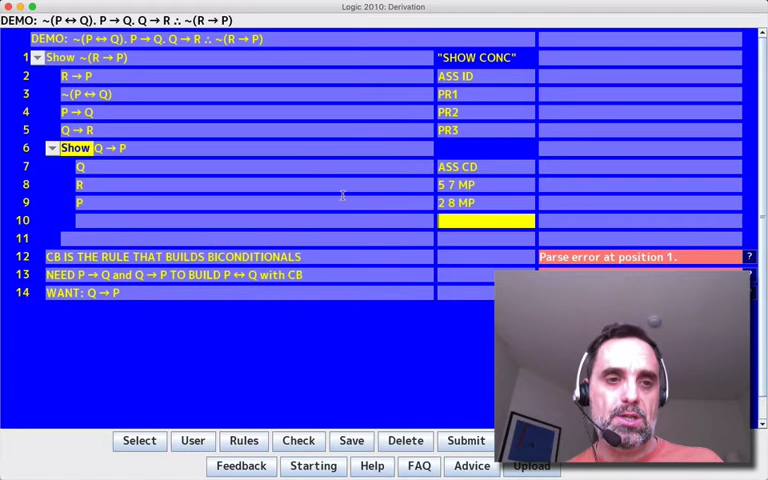 Logic 2010: Derivation
DEMO: ~(P ↔ Q). P → Q. Q → R ∴ ~(R → P)
DEMO: ~(P ↔ Q). P → Q. Q → R ∴ ~(R → P)
1 Show ~(R → P) "SHOW CONC"
2 R → P ASS ID
3 ~(P ↔ Q) PR1
4 P → Q PR2
5 Q → R PR3
6 Show Q → P
7 Q ASS CD
8 R 5 7 MP
9 P 2 8 MP
10
11
12 CB IS THE RULE THAT BUILDS BICONDITIONALS Parse error at position 1. ?
13 NEED P → Q and Q → P TO BUILD P ↔ Q with CB
14 WANT: Q → P
Select User Rules Check Save Delete Submit
Feedback Starting Help FAQ Advice Upload